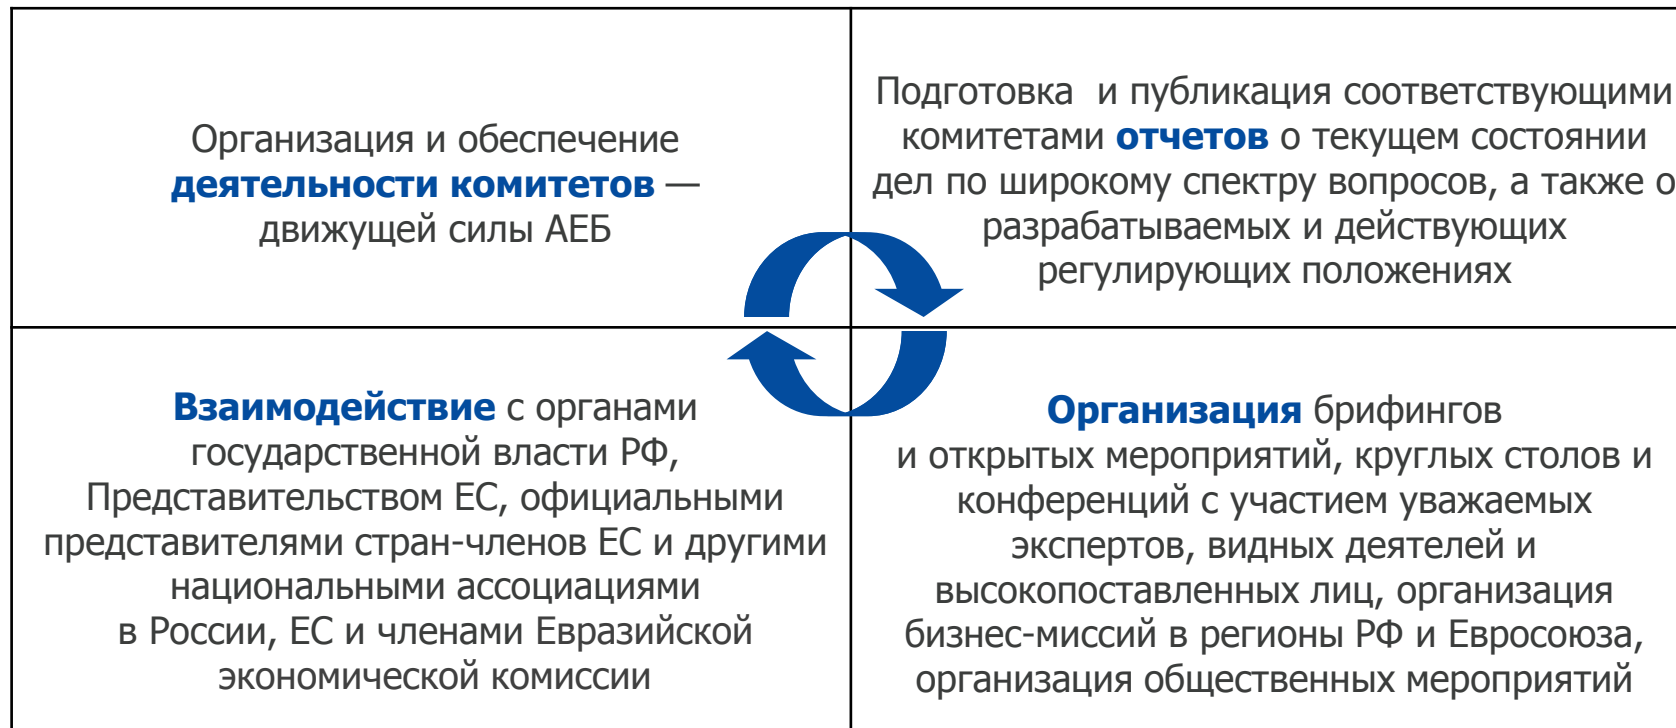 Организация и обеспечение
деятельности комитетов —
движущей силы АЕБ
Подготовка  и публикация соответствующими
комитетами отчетов о текущем состоянии
дел по широкому спектру вопросов, а также о
разрабатываемых и действующих
регулирующих положениях
Взаимодействие с органами
государственной власти РФ,
Представительством ЕС, официальными
представителями стран-членов ЕС и другими
национальными ассоциациями
в России, ЕС и членами Евразийской
экономической комиссии
Организация брифингов
и открытых мероприятий, круглых столов и
конференций с участием уважаемых
экспертов, видных деятелей и
высокопоставленных лиц, организация
бизнес-миссий в регионы РФ и Евросоюза,
организация общественных мероприятий